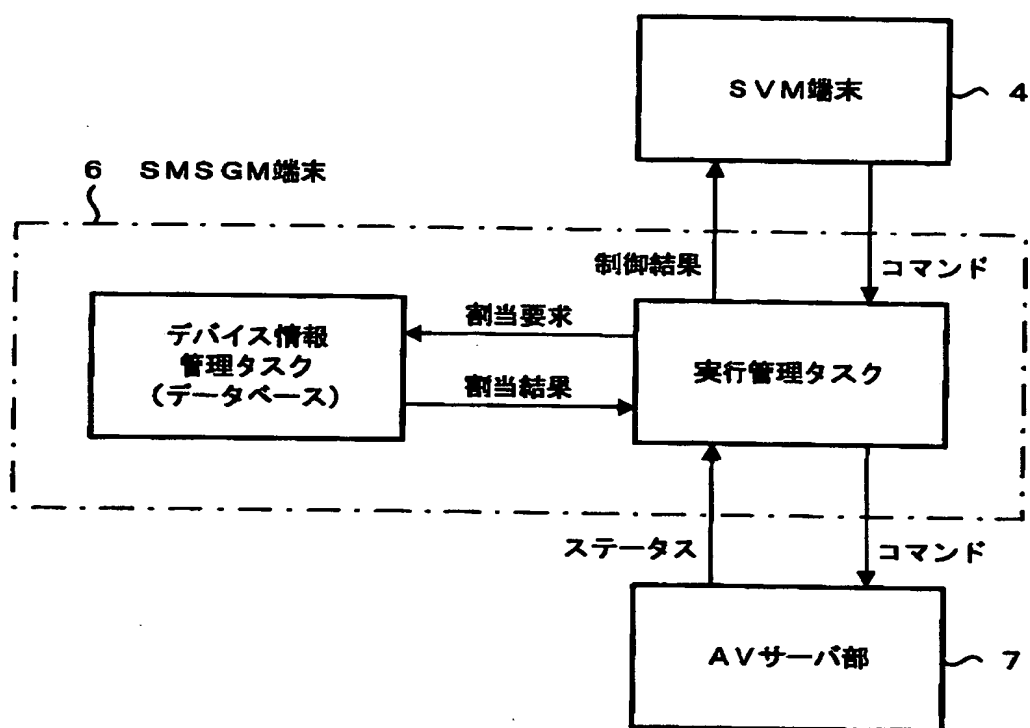 SVM端末
4
6 SMSGM端末
制御結果
コマンド
デバイス情報
管理タスク
(データベース)
割当要求
割当結果
実行管理タスク
ステータス
コマンド
AVサーバ部
7